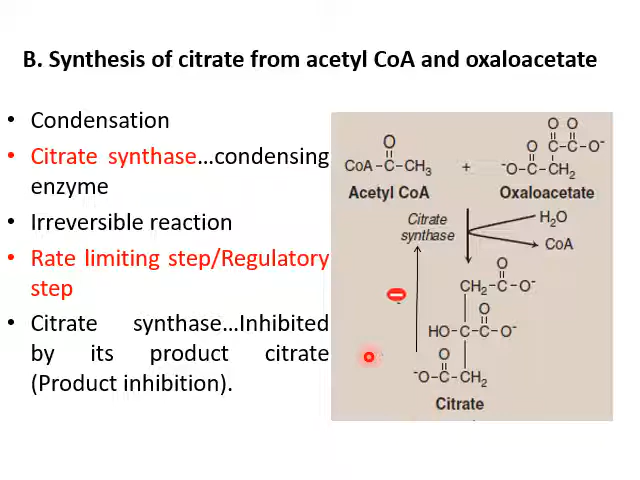 B. Synthesis of citrate from acetyl CoA and oxaloacetate
• Condensation
• Citrate synthase...condensing
enzyme
• Irreversible reaction
• Rate limiting step/Regulatory
step
• Citrate synthase...Inhibited
by its product citrate
(Product inhibition).
O O
O C-C-O⁻
O
CoA-C-CH₃ + ⁻O-C-CH₂
Acetyl CoA Oxaloacetate
Citrate
synthase
H₂O
CoA
O
CH₂-C-O⁻
O
HO-C-C-O⁻
O
⁻O-C-CH₂
Citrate